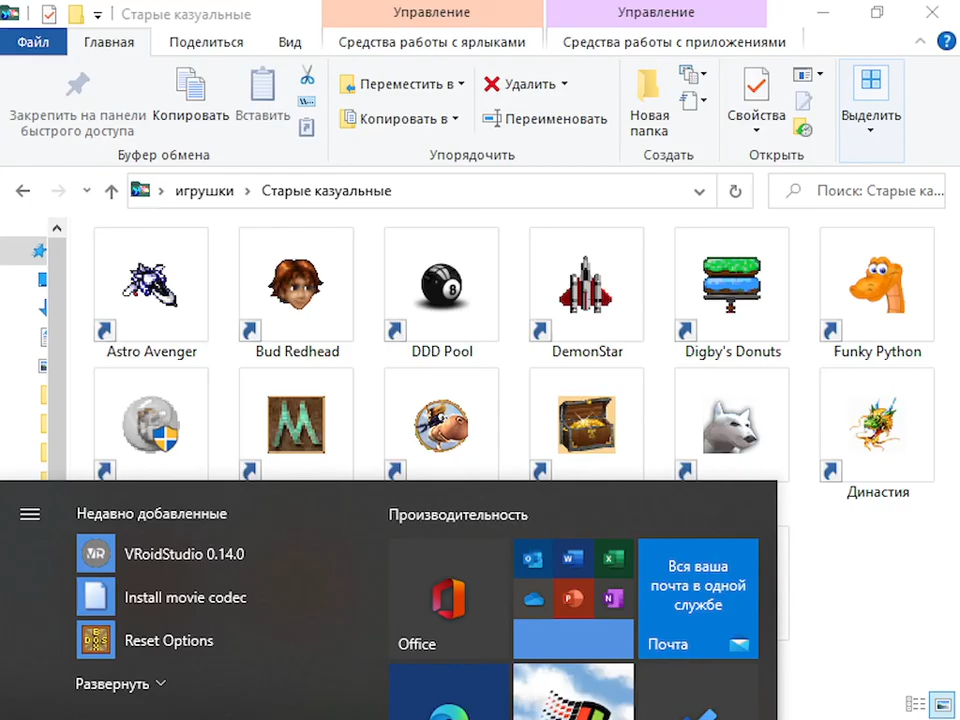 Старые казуальные
Управление
Управление
Файл
Главная
Поделиться
Вид
Средства работы с ярлыками
Средства работы с приложениями
?
Закрепить на панели
быстрого доступа
Копировать
Вставить
Буфер обмена
Переместить в
Копировать в
Удалить
Переименовать
Упорядочить
Новая
папка
Создать
Свойства
Открыть
Выделить
игрушки
Старые казуальные
Поиск: Старые ка...
Astro Avenger
Bud Redhead
DDD Pool
DemonStar
Digby's Donuts
Funky Python
Династия
Недавно добавленные
VRoidStudio 0.14.0
Install movie codec
Reset Options
Развернуть
Производительность
Office
Вся ваша
почта в одной
службе
Почта